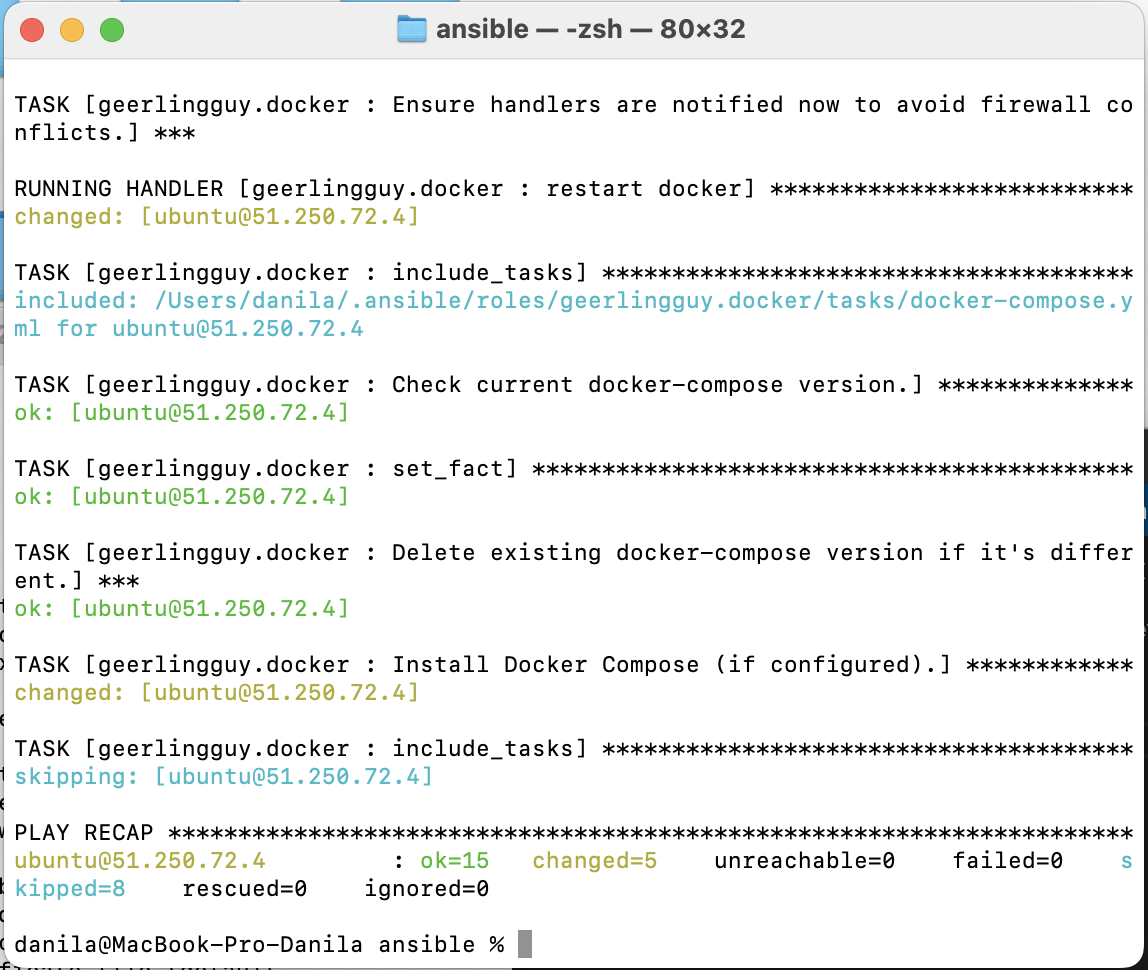 ansible — -zsh — 80×32
TASK [geerlingguy.docker : Ensure handlers are notified now to avoid firewall co
nflicts.] ***
RUNNING HANDLER [geerlingguy.docker : restart docker] **************************
changed: [ubuntu@51.250.72.4]
TASK [geerlingguy.docker : include_tasks] **************************************
included: /Users/danila/.ansible/roles/geerlingguy.docker/tasks/docker-compose.y
ml for ubuntu@51.250.72.4
TASK [geerlingguy.docker : Check current docker-compose version.] **************
ok: [ubuntu@51.250.72.4]
TASK [geerlingguy.docker : set_fact] *******************************************
ok: [ubuntu@51.250.72.4]
TASK [geerlingguy.docker : Delete existing docker-compose version if it's differ
ent.] ***
ok: [ubuntu@51.250.72.4]
TASK [geerlingguy.docker : Install Docker Compose (if configured).] ************
changed: [ubuntu@51.250.72.4]
TASK [geerlingguy.docker : include_tasks] **************************************
skipping: [ubuntu@51.250.72.4]
PLAY RECAP *********************************************************************
ubuntu@51.250.72.4         : ok=15   changed=5    unreachable=0    failed=0    s
kipped=8    rescued=0    ignored=0
danila@MacBook-Pro-Danila ansible %